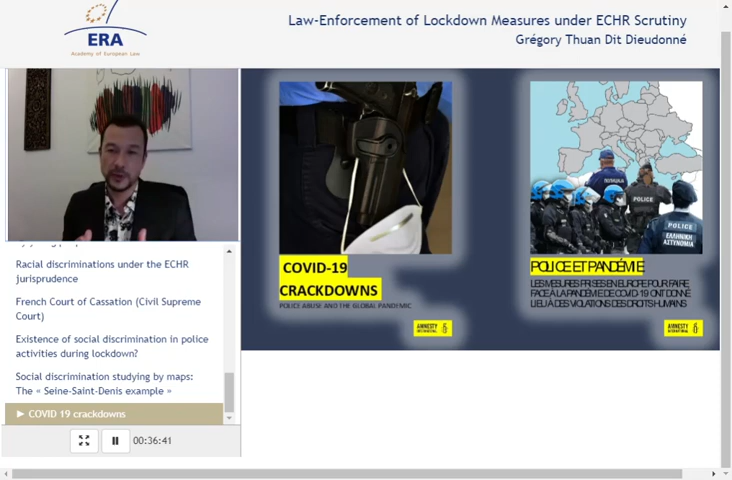 ERA
Academy of European Law
Law-Enforcement of Lockdown Measures under ECHR Scrutiny
Grégory Thuan Dit Dieudonné
Racial discriminations under the ECHR
jurisprudence
French Court of Cassation (Civil Supreme
Court)
Existence of social discrimination in police
activities during lockdown?
Social discrimination studying by maps:
The « Seine-Saint-Denis example »
► COVID 19 crackdowns
00:36:41
COVID-19
CRACKDOWNS
POLICE ABUSE AND THE GLOBAL PANDEMIC
AMNESTY
INTERNATIONAL
POLICE
POLICE
ΕΛΛΗΝΙΚΗ
ΑΣΤΥΝΟΜΙΑ
POLICE ET PANDÉMIE
LES MESURES PRISES EN EUROPE POUR FAIRE
FACE À LA PANDÉMIE DE COVID-19 ONT DONNÉ
LIEU À DES VIOLATIONS DES DROITS HUMAINS
AMNESTY
INTERNATIONAL